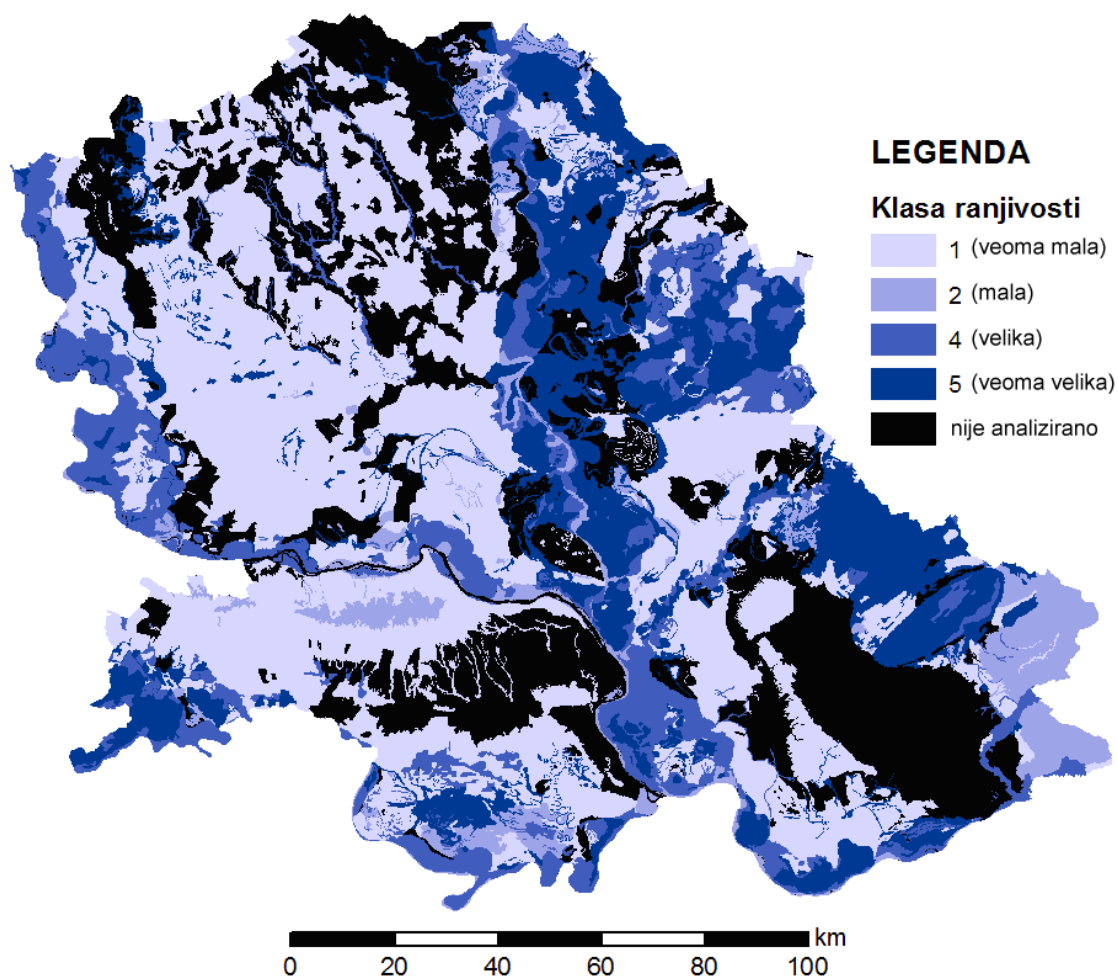 LEGENDA
Klasa ranjivosti
1 (veoma mala)
2 (mala)
4 (velika)
5 (veoma velika)
nije analizirano
km
0 20 40 60 80 100